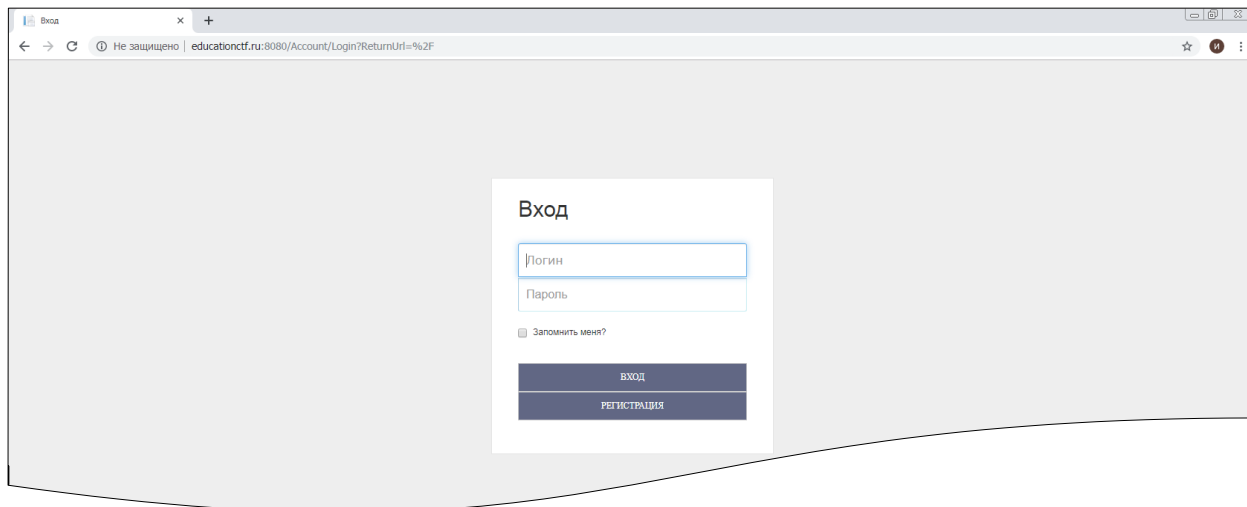 Вход
Не защищено educationctf.ru:8080/Account/Login?ReturnUrl=%2F
И
Вход
Логин
Пароль
Запомнить меня?
ВХОД
РЕГИСТРАЦИЯ